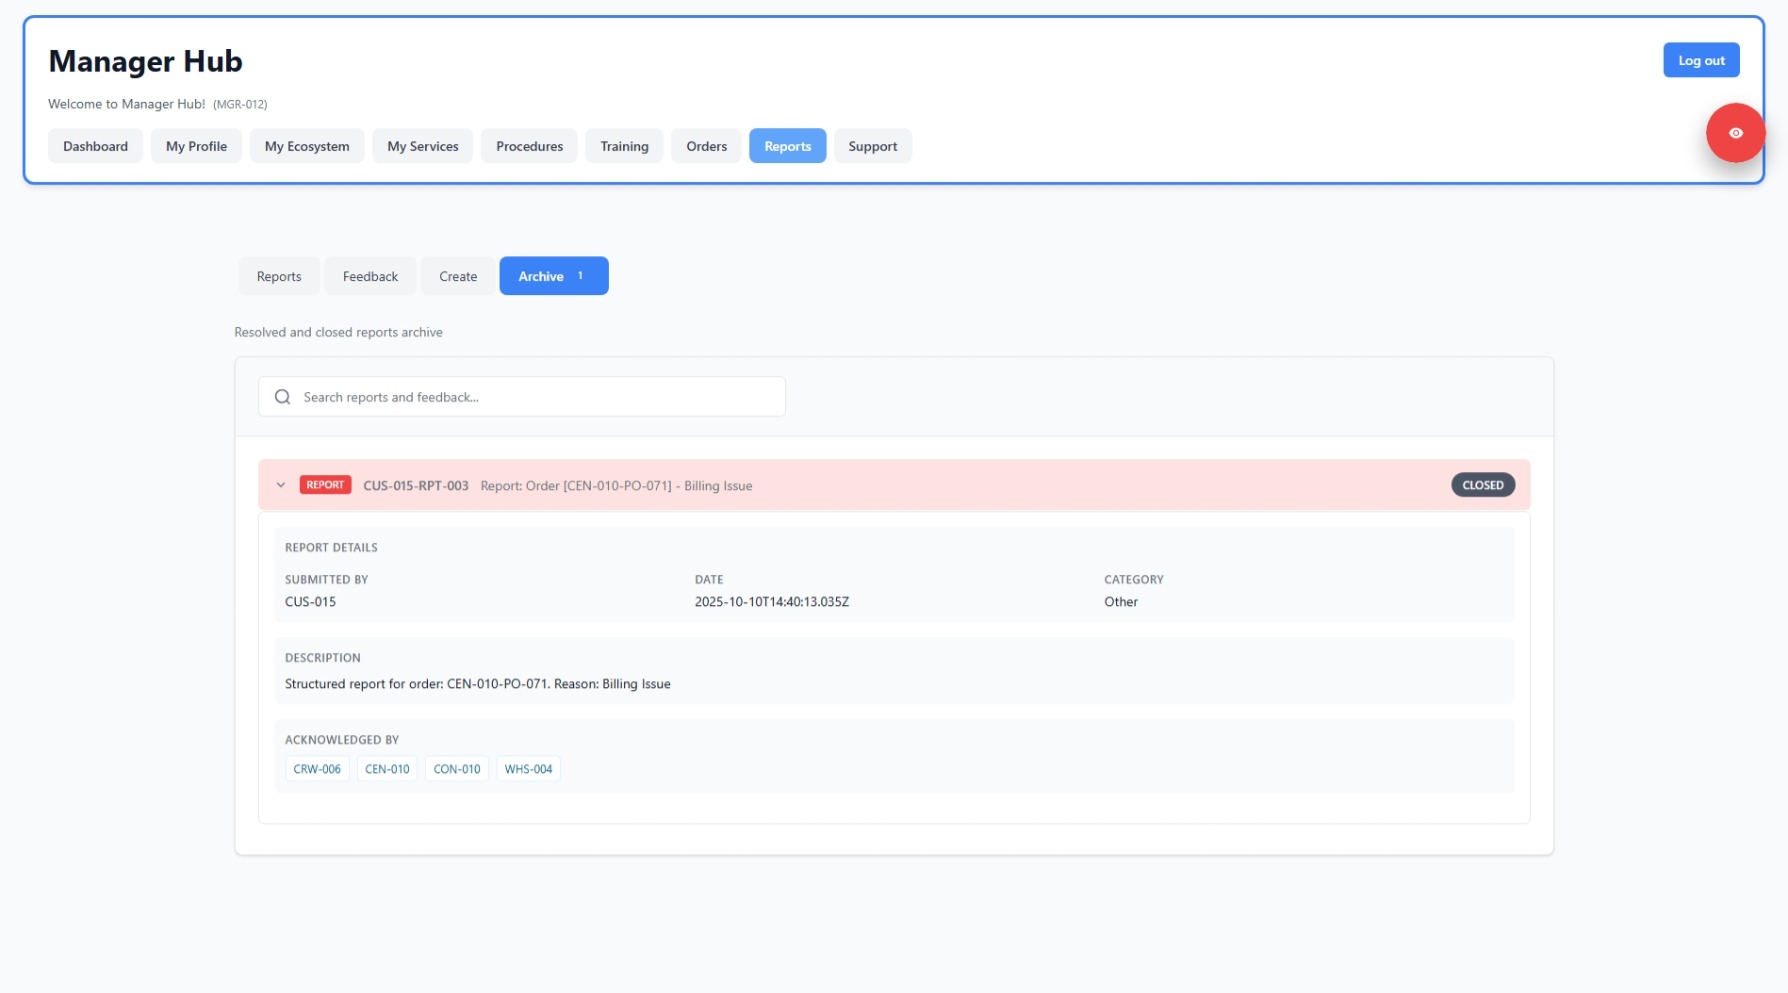 Manager Hub
Log out
Welcome to Manager Hub! (MGR-012)
Dashboard
My Profile
My Ecosystem
My Services
Procedures
Training
Orders
Reports
Support
Reports
Feedback
Create
Archive 1
Resolved and closed reports archive
Search reports and feedback...
REPORT CUS-015-RPT-003 Report: Order [CEN-010-PO-071] - Billing Issue CLOSED
REPORT DETAILS
SUBMITTED BY
CUS-015
DATE
2025-10-10T14:40:13.035Z
CATEGORY
Other
DESCRIPTION
Structured report for order: CEN-010-PO-071. Reason: Billing Issue
ACKNOWLEDGED BY
CRW-006 CEN-010 CON-010 WHS-004